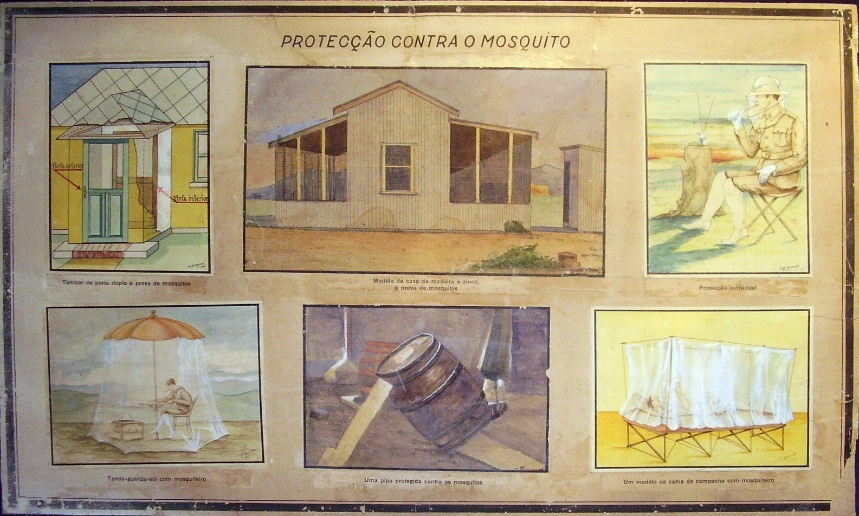 PROTECÇÃO CONTRA O MOSQUITO
Porta exterior
Porta interior
Tambor de porta dupla à prova de mosquitos
Modelo de casa de madeira e zinco,
à prova de mosquitos
Protecção individual
Tenda-guarda-sol com mosquiteiro
Uma pipa protegida contra os mosquitos
Um modelo de cama de campanha com mosquiteiro